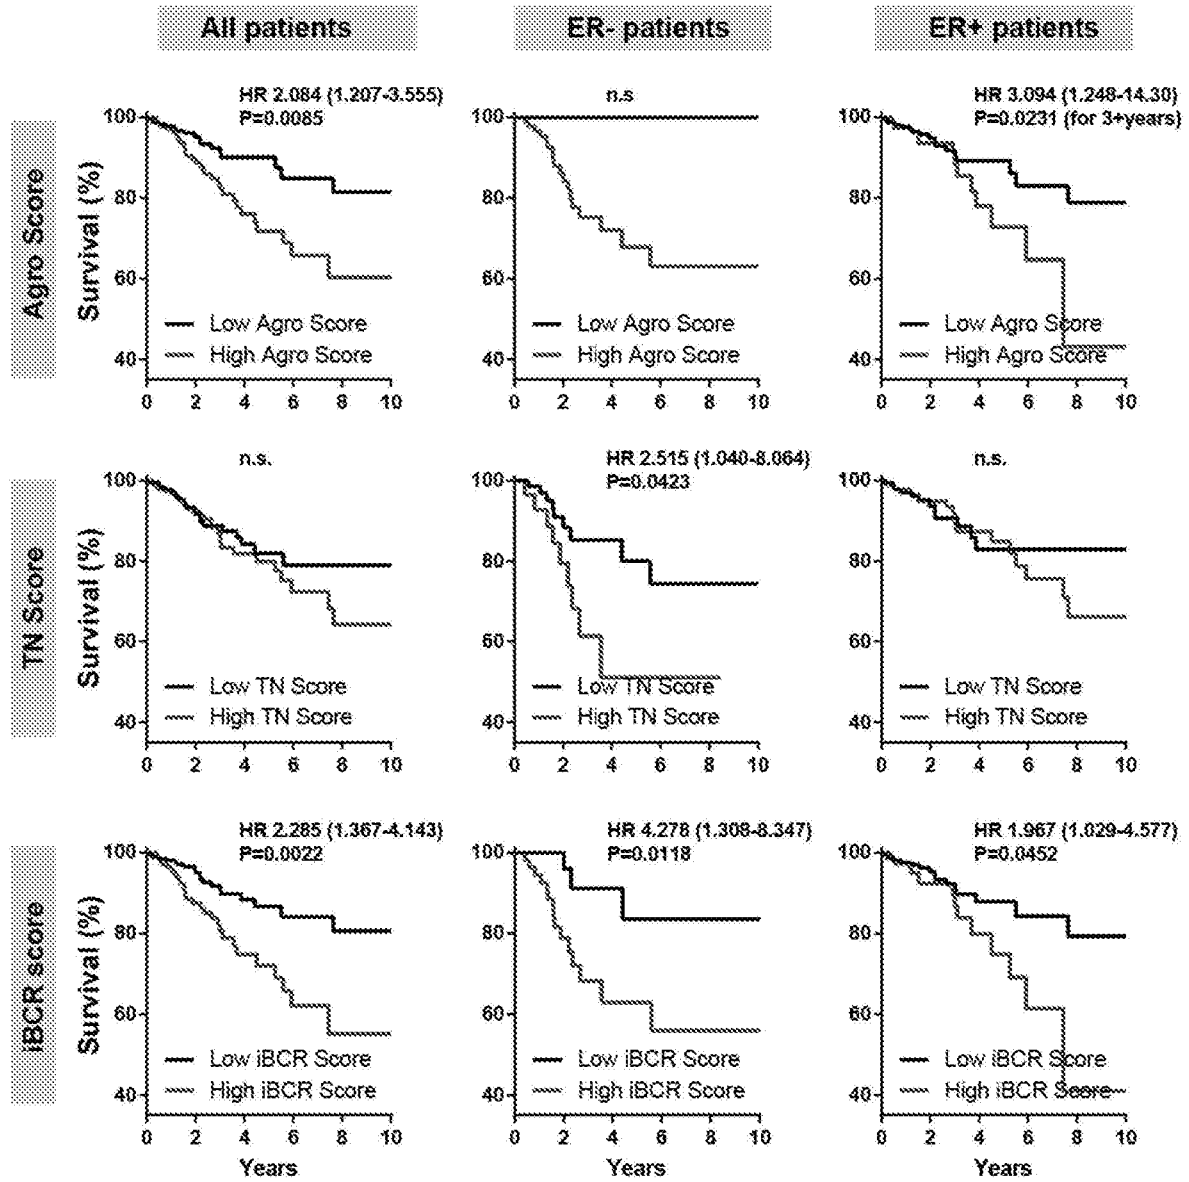 All patients
ER- patients
ER+ patients
Agro Score
HR 2.084 (1.207-3.555)
P=0.0085
Survival (%)
100
80
60
40
Low Agro Score
High Agro Score
0 2 4 6 8 10
n.s
100
80
60
40
Low Agro Score
High Agro Score
0 2 4 6 8 10
HR 3.094 (1.248-14.30)
P=0.0231 (for 3+years)
100
80
60
40
Low Agro Score
High Agro Score
0 2 4 6 8 10
TN Score
n.s.
Survival (%)
100
80
60
40
Low TN Score
High TN Score
0 2 4 6 8 10
HR 2.515 (1.040-8.064)
P=0.0423
100
80
60
40
Low TN Score
High TN Score
0 2 4 6 8 10
n.s.
100
80
60
40
Low TN Score
High TN Score
0 2 4 6 8 10
iBCR score
HR 2.285 (1.367-4.143)
P=0.0022
Survival (%)
100
80
60
40
Low iBCR Score
High iBCR Score
0 2 4 6 8 10
Years
HR 4.278 (1.308-8.347)
P=0.0118
100
80
60
40
Low iBCR Score
High iBCR Score
0 2 4 6 8 10
Years
HR 1.967 (1.029-4.577)
P=0.0452
100
80
60
40
Low iBCR Score
High iBCR Score
0 2 4 6 8 10
Years